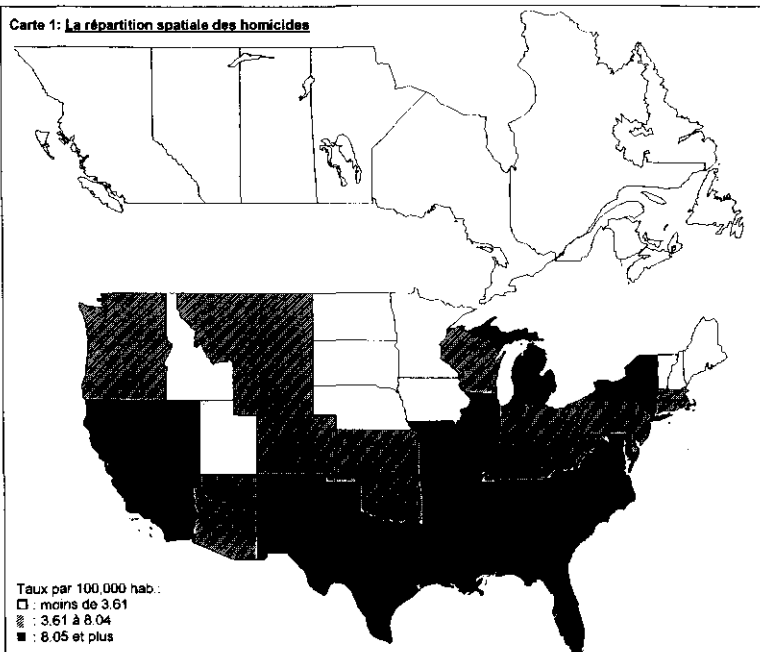 Carte 1: La répartition spatiale des homicides
Taux par 100,000 hab.:
□ : moins de 3.61
▨ : 3.61 à 8.04
■ : 8.05 et plus